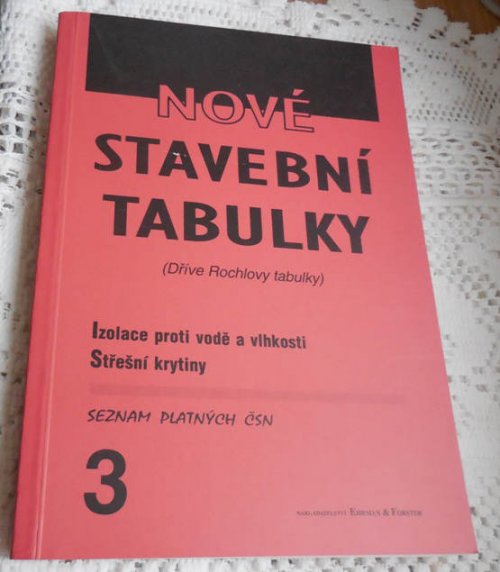 NOVÉ
STAVEBNÍ
TABULKY
(Dříve Rochlovy tabulky)
Izolace proti vodě a vlhkosti
Střešní krytiny
SEZNAM PLATNÝCH ČSN
3
NAKLADATELSTVÍ EHRMAN & FORSTER